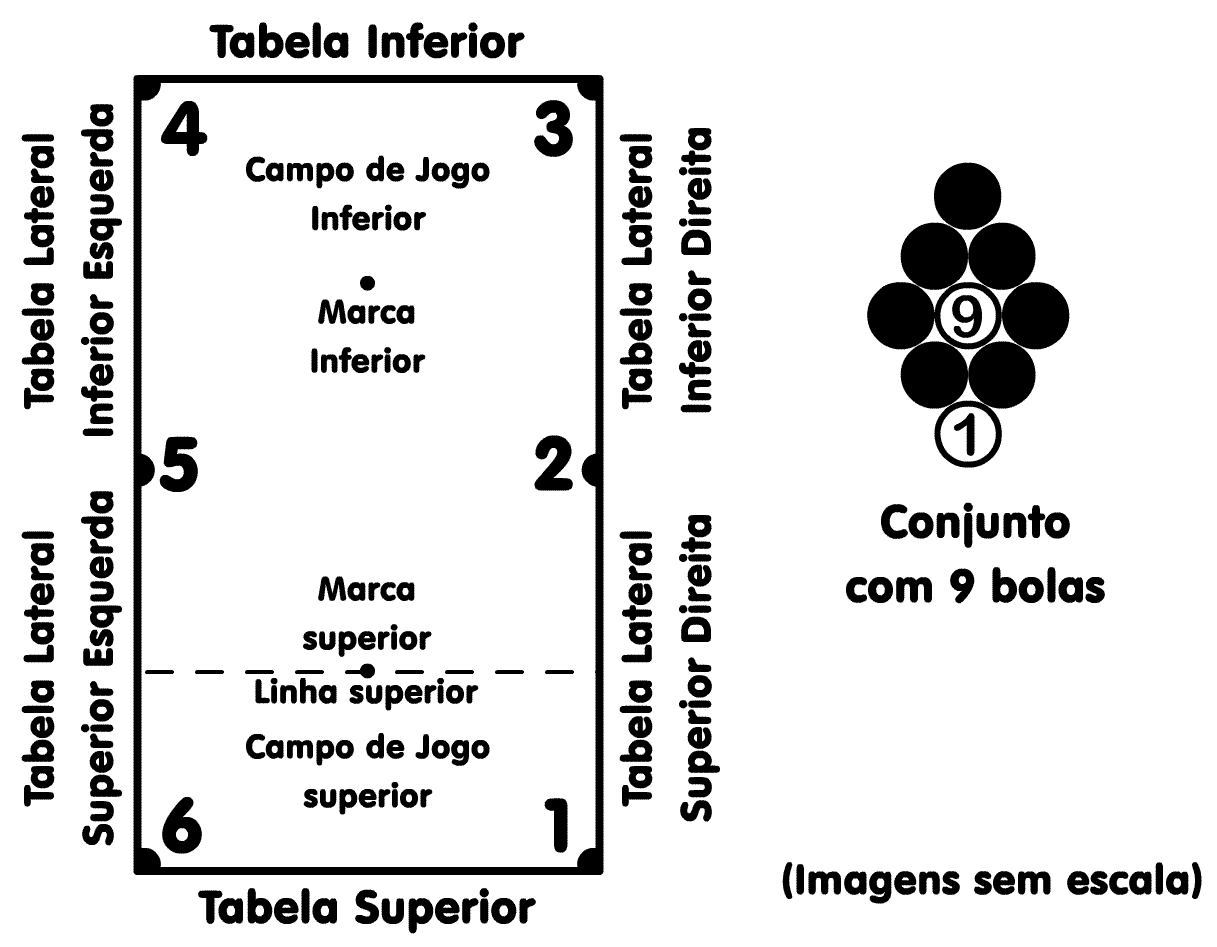 Tabela Inferior
4
3
Campo de Jogo
Inferior
Marca
Inferior
Tabela Lateral
Inferior Esquerda
Tabela Lateral
Inferior Direita
5
2
Marca
superior
Linha superior
Campo de Jogo
superior
Tabela Lateral
Superior Esquerda
Tabela Lateral
Superior Direita
6
1
Tabela Superior
9
1
Conjunto
com 9 bolas
(Imagens sem escala)